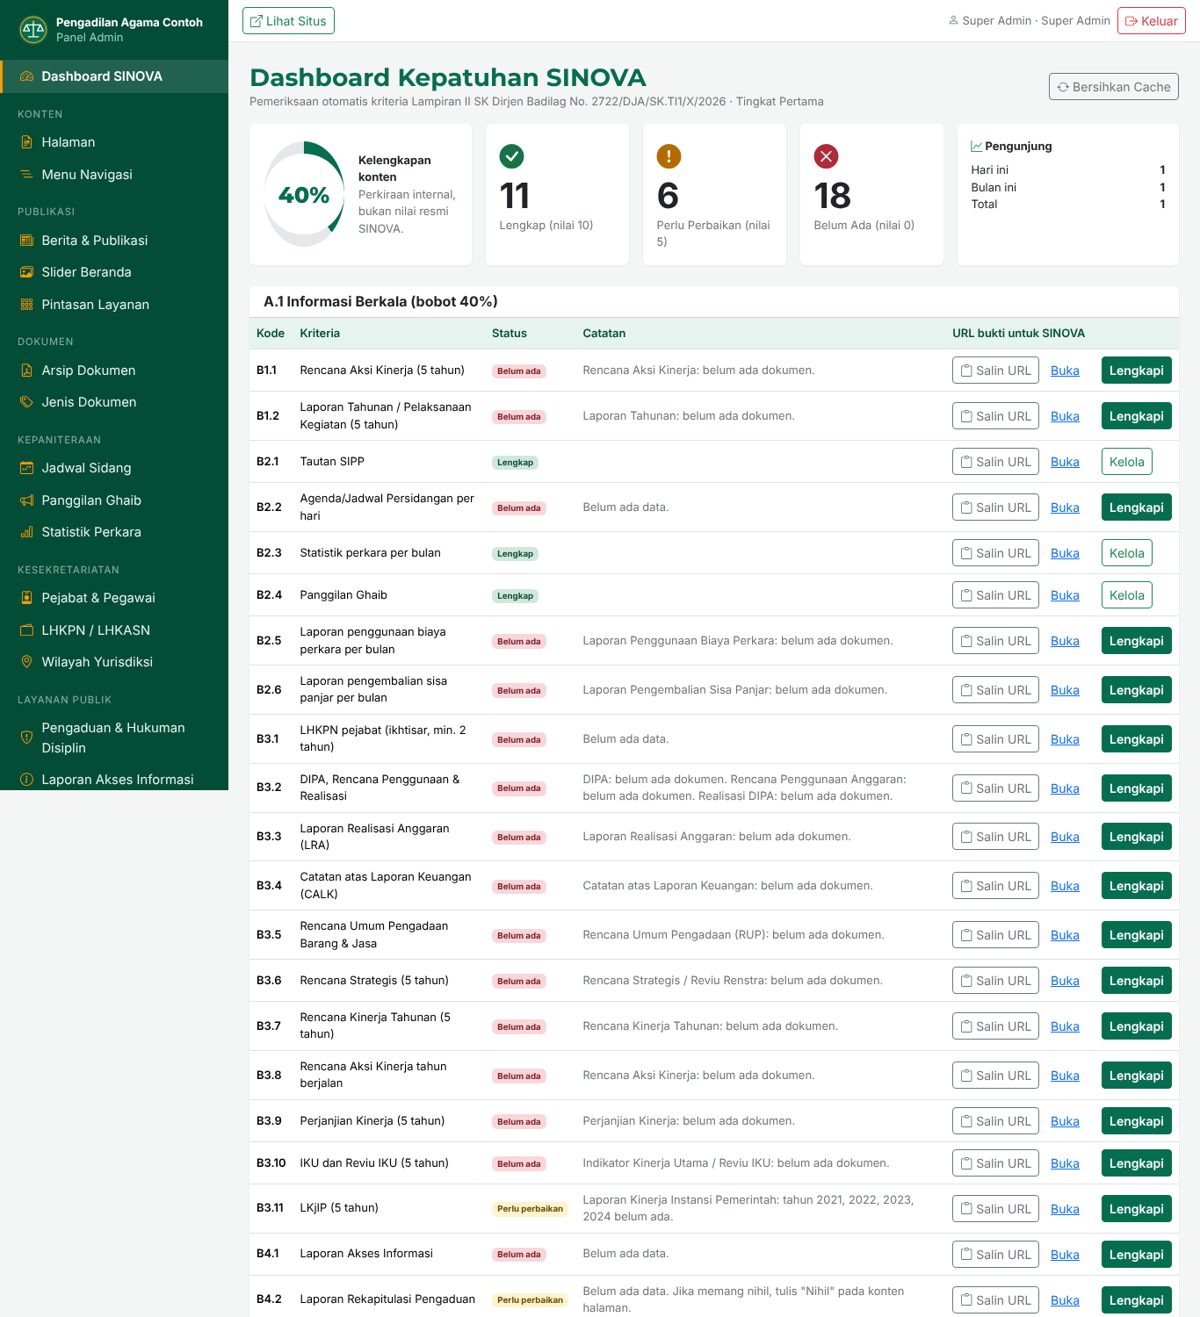 Pengadilan Agama Contoh
Panel Admin
Lihat Situs
Super Admin · Super Admin
Keluar
Dashboard SINOVA
KONTEN
Halaman
Menu Navigasi
PUBLIKASI
Berita & Publikasi
Slider Beranda
Pintasan Layanan
DOKUMEN
Arsip Dokumen
Jenis Dokumen
KEPANITERAAN
Jadwal Sidang
Panggilan Ghaib
Statistik Perkara
KESEKRETARIATAN
Pejabat & Pegawai
LHKPN / LHKASN
Wilayah Yurisdiksi
LAYANAN PUBLIK
Pengaduan & Hukuman
Disiplin
Laporan Akses Informasi
Dashboard Kepatuhan SINOVA
Pemeriksaan otomatis kriteria Lampiran II SK Dirjen Badilag No. 2722/DJA/SK.TI1/X/2026 · Tingkat Pertama
Bersihkan Cache
40%
Kelengkapan
konten
Perkiraan internal,
bukan nilai resmi
SINOVA.
11
Lengkap (nilai 10)
6
Perlu Perbaikan (nilai
5)
18
Belum Ada (nilai 0)
Pengunjung
Hari ini 1
Bulan ini 1
Total 1
A.1 Informasi Berkala (bobot 40%)
Kode Kriteria Status Catatan URL bukti untuk SINOVA
B1.1 Rencana Aksi Kinerja (5 tahun) Belum ada Rencana Aksi Kinerja: belum ada dokumen. Salin URL Buka Lengkapi
B1.2 Laporan Tahunan / Pelaksanaan
Kegiatan (5 tahun) Belum ada Laporan Tahunan: belum ada dokumen. Salin URL Buka Lengkapi
B2.1 Tautan SIPP Lengkap Salin URL Buka Kelola
B2.2 Agenda/Jadwal Persidangan per
hari Belum ada Belum ada data. Salin URL Buka Lengkapi
B2.3 Statistik perkara per bulan Lengkap Salin URL Buka Kelola
B2.4 Panggilan Ghaib Lengkap Salin URL Buka Kelola
B2.5 Laporan penggunaan biaya
perkara per bulan Belum ada Laporan Penggunaan Biaya Perkara: belum ada dokumen. Salin URL Buka Lengkapi
B2.6 Laporan pengembalian sisa
panjar per bulan Belum ada Laporan Pengembalian Sisa Panjar: belum ada dokumen. Salin URL Buka Lengkapi
B3.1 LHKPN pejabat (ikhtisar, min. 2
tahun) Belum ada Belum ada data. Salin URL Buka Lengkapi
B3.2 DIPA, Rencana Penggunaan &
Realisasi Belum ada DIPA: belum ada dokumen. Rencana Penggunaan Anggaran:
belum ada dokumen. Realisasi DIPA: belum ada dokumen. Salin URL Buka Lengkapi
B3.3 Laporan Realisasi Anggaran
(LRA) Belum ada Laporan Realisasi Anggaran: belum ada dokumen. Salin URL Buka Lengkapi
B3.4 Catatan atas Laporan Keuangan
(CALK) Belum ada Catatan atas Laporan Keuangan: belum ada dokumen. Salin URL Buka Lengkapi
B3.5 Rencana Umum Pengadaan
Barang & Jasa Belum ada Rencana Umum Pengadaan (RUP): belum ada dokumen. Salin URL Buka Lengkapi
B3.6 Rencana Strategis (5 tahun) Belum ada Rencana Strategis / Reviu Renstra: belum ada dokumen. Salin URL Buka Lengkapi
B3.7 Rencana Kinerja Tahunan (5
tahun) Belum ada Rencana Kinerja Tahunan: belum ada dokumen. Salin URL Buka Lengkapi
B3.8 Rencana Aksi Kinerja tahun
berjalan Belum ada Rencana Aksi Kinerja: belum ada dokumen. Salin URL Buka Lengkapi
B3.9 Perjanjian Kinerja (5 tahun) Belum ada Perjanjian Kinerja: belum ada dokumen. Salin URL Buka Lengkapi
B3.10 IKU dan Reviu IKU (5 tahun) Belum ada Indikator Kinerja Utama / Reviu IKU: belum ada dokumen. Salin URL Buka Lengkapi
B3.11 LKjIP (5 tahun) Perlu perbaikan Laporan Kinerja Instansi Pemerintah: tahun 2021, 2022, 2023,
2024 belum ada. Salin URL Buka Lengkapi
B4.1 Laporan Akses Informasi Belum ada Belum ada data. Salin URL Buka Lengkapi
B4.2 Laporan Rekapitulasi Pengaduan Perlu perbaikan Belum ada data. Jika memang nihil, tulis "Nihil" pada konten
halaman. Salin URL Buka Lengkapi